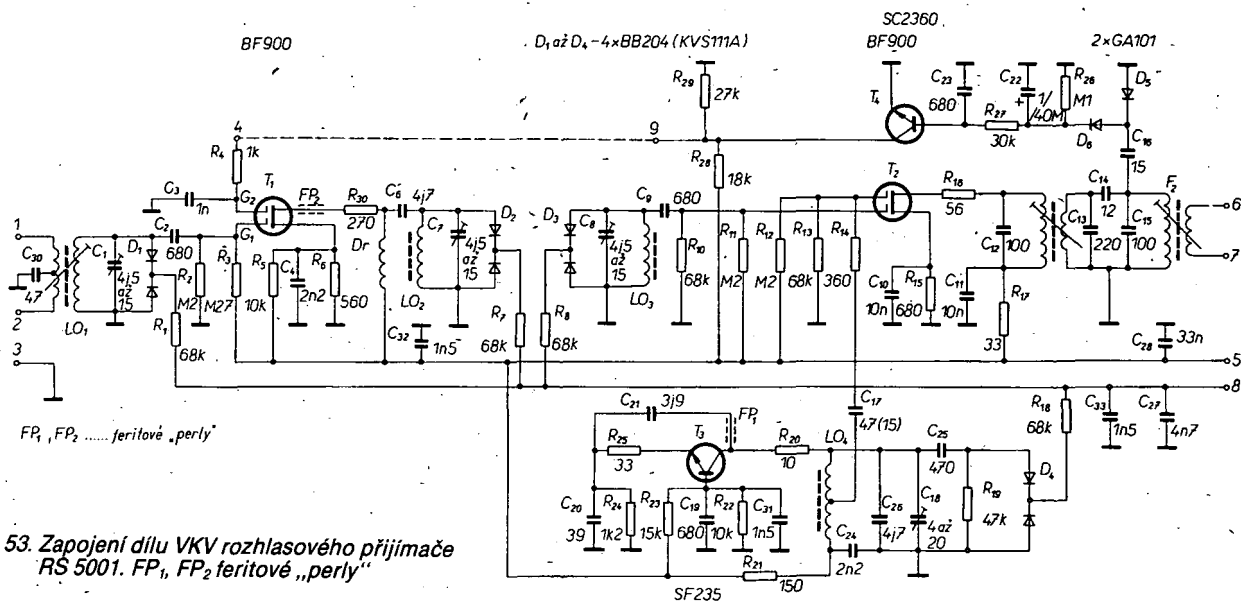 BF900
D₁ až D₄ – 4xBB204 (KVS111A)
SC2360
BF900
2xGA101
R₂₉
27k
T₄
C₂₃
680
C₂₂
+
1/
/40M
R₂₆
M1
D₅
R₂₇
30k
D₆
C₁₆
15
4
9
R₄
1k
R₂₈
18k
C₃
1n
G₂
T₁
FP₂
R₃₀
270
C₆
4j7
D₂
D₃
C₉
680
T₂
R₁₆
56
C₁₄
12
F₂
1
C₃₀
47
2
3
C₁
4j5
až
15
D₁
C₂
680
G₁
R₂
M2
R₃
M27
R₁
68k
LO₁
R₅
10k
C₄
2n2
R₆
560
Dr
LO₂
C₇
4j5
až
15
C₃₂
1n5
R₇
68k
R₈
68k
C₈
4j5
až
15
LO₃
R₁₀
68k
R₁₁
M2
R₁₂
M2
R₁₃
68k
R₁₄
360
C₁₀
10n
R₁₅
680
C₁₁
10n
C₁₂
100
R₁₇
33
C₁₃
220
C₁₅
100
6
7
C₂₈
33n
5
8
FP₁, FP₂ ...... feritové „perly“
C₂₁
3j9
FP₁
T₃
R₂₅
33
R₂₀
10
C₁₇
47(15)
LO₄
C₂₅
470
R₁₈
68k
C₃₃
1n5
C₂₇
4n7
C₂₀
39
R₂₄
1k2
R₂₃
15k
C₁₉
680
R₂₂
10k
C₃₁
1n5
C₂₄
2n2
C₂₆
4j7
C₁₈
4 až
20
R₁₉
47k
D₄
R₂₁
150
SF235
53. Zapojení dílu VKV rozhlasového přijímače
RS 5001. FP₁, FP₂ feritové „perly“